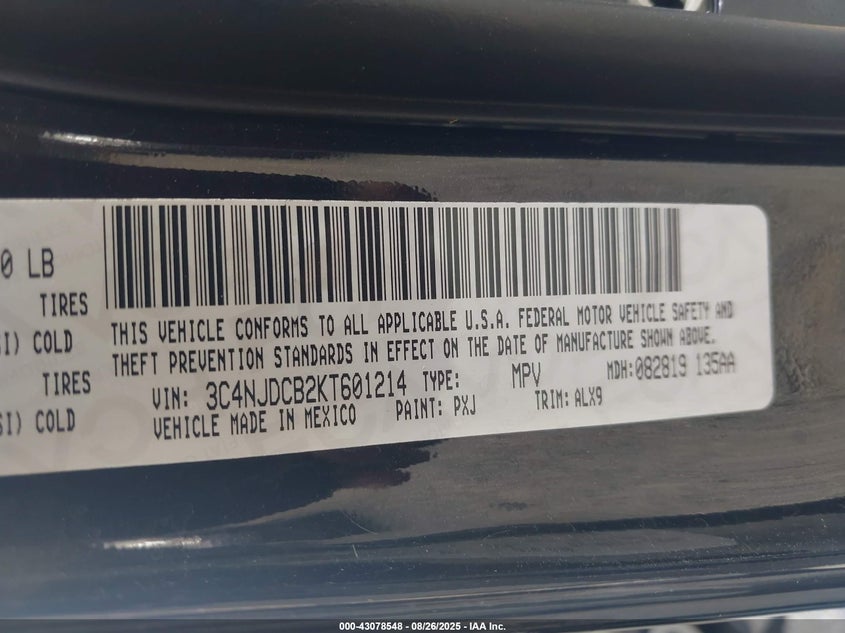 0 LB
TIRES
SI) COLD
TIRES
SI) COLD
THIS VEHICLE CONFORMS TO ALL APPLICABLE U.S.A. FEDERAL MOTOR VEHICLE SAFETY AND
THEFT PREVENTION STANDARDS IN EFFECT ON THE DATE OF MANUFACTURE SHOWN ABOVE.
VIN: 3C4NJDCB2KT601214 TYPE: MPV MDH:082819 135AA
VEHICLE MADE IN MEXICO PAINT: PXJ TRIM: ALX9
000-43078548 - 08/26/2025 - IAA Inc.